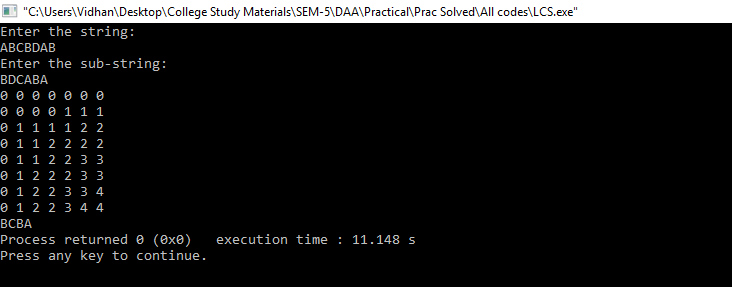 "C:\Users\Vidhan\Desktop\College Study Materials\SEM-5\DAA\Practical\Prac Solved\All codes\LCS.exe"
Enter the string:
ABCBDAB
Enter the sub-string:
BDCABA
0 0 0 0 0 0 0
0 0 0 0 1 1 1
0 1 1 1 1 2 2
0 1 1 2 2 2 2
0 1 1 2 2 3 3
0 1 2 2 2 3 3
0 1 2 2 3 3 4
0 1 2 2 3 4 4
BCBA
Process returned 0 (0x0)   execution time : 11.148 s
Press any key to continue.